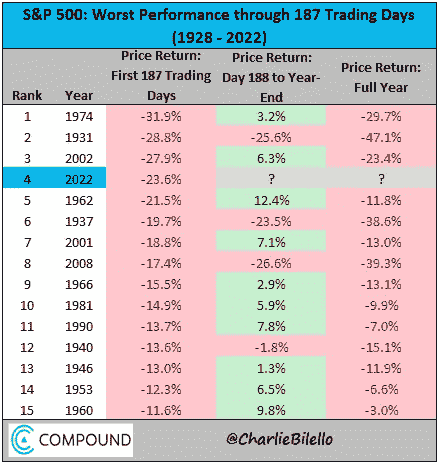 S&P 500: Worst Performance through 187 Trading Days
(1928 - 2022)
Rank Year Price Return: First 187 Trading Days Price Return: Day 188 to Year-End Price Return: Full Year
1 1974 -31.9% 3.2% -29.7%
2 1931 -28.8% -25.6% -47.1%
3 2002 -27.9% 6.3% -23.4%
4 2022 -23.6% ? ?
5 1962 -21.5% 12.4% -11.8%
6 1937 -19.7% -23.5% -38.6%
7 2001 -18.8% 7.1% -13.0%
8 2008 -17.4% -26.6% -39.3%
9 1966 -15.5% 2.9% -13.1%
10 1981 -14.9% 5.9% -9.9%
11 1990 -13.7% 7.8% -7.0%
12 1940 -13.6% -1.8% -15.1%
13 1946 -13.0% 1.3% -11.9%
14 1953 -12.3% 6.5% -6.6%
15 1960 -11.6% 9.8% -3.0%
COMPOUND @CharlieBilello